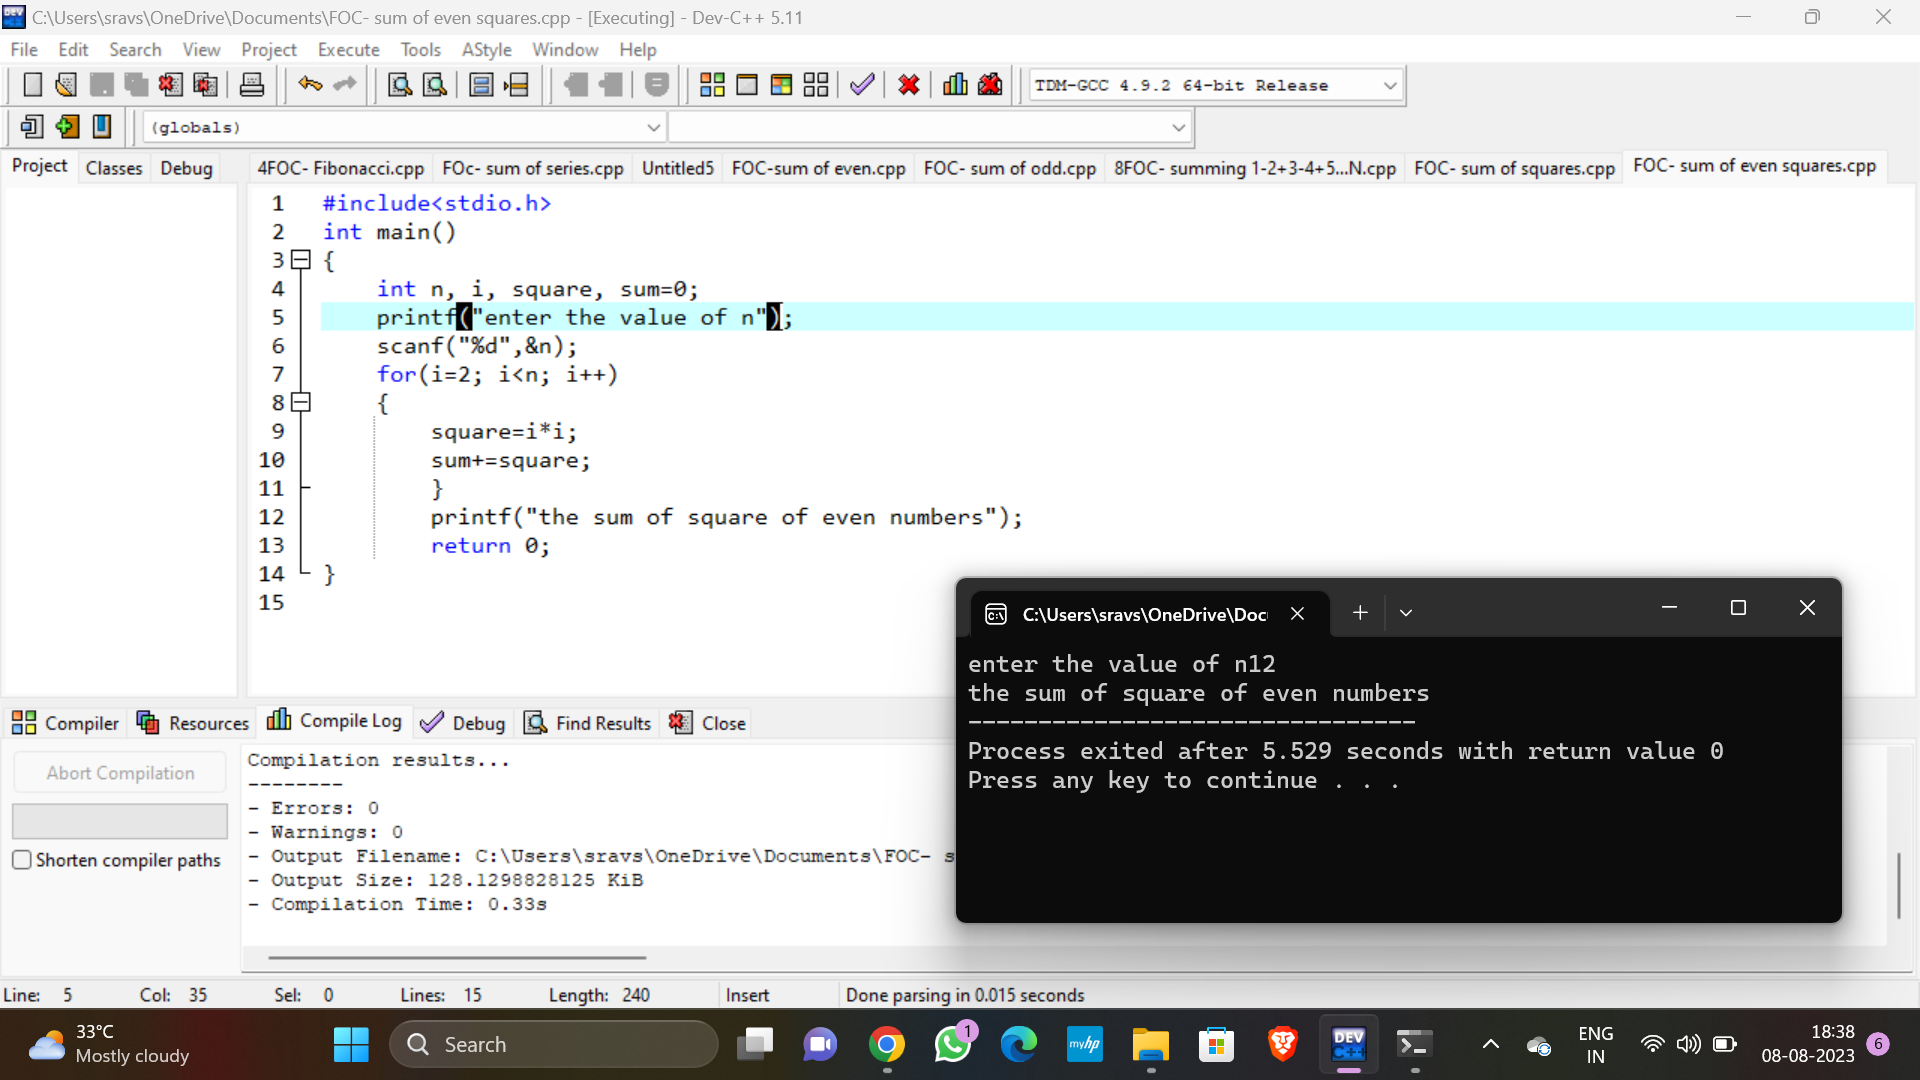 C:\Users\sravs\OneDrive\Documents\FOC- sum of even squares.cpp - [Executing] - Dev-C++ 5.11
File Edit Search View Project Execute Tools AStyle Window Help
TDM-GCC 4.9.2 64-bit Release
(globals)
Project Classes Debug
4FOC- Fibonacci.cpp FOc- sum of series.cpp Untitled5 FOC-sum of even.cpp FOC- sum of odd.cpp 8FOC- summing 1-2+3-4+5...N.cpp FOC- sum of squares.cpp FOC- sum of even squares.cpp
1 #include<stdio.h>
2 int main()
3 {
4 int n, i, square, sum=0;
5 printf("enter the value of n");
6 scanf("%d",&n);
7 for(i=2; i<n; i++)
8 {
9 square=i*i;
10 sum+=square;
11 }
12 printf("the sum of square of even numbers");
13 return 0;
14 }
15
C:\Users\sravs\OneDrive\Doc
enter the value of n12
the sum of square of even numbers
--------------------------------
Process exited after 5.529 seconds with return value 0
Press any key to continue . . .
Compiler Resources Compile Log Debug Find Results Close
Abort Compilation
Shorten compiler paths
Compilation results...
--------
- Errors: 0
- Warnings: 0
- Output Filename: C:\Users\sravs\OneDrive\Documents\FOC- s
- Output Size: 128.1298828125 KiB
- Compilation Time: 0.33s
Line: 5 Col: 35 Sel: 0 Lines: 15 Length: 240 Insert Done parsing in 0.015 seconds
33°C
Mostly cloudy
Search
1
myhp
DEV
C++
ENG
IN
18:38
08-08-2023
6